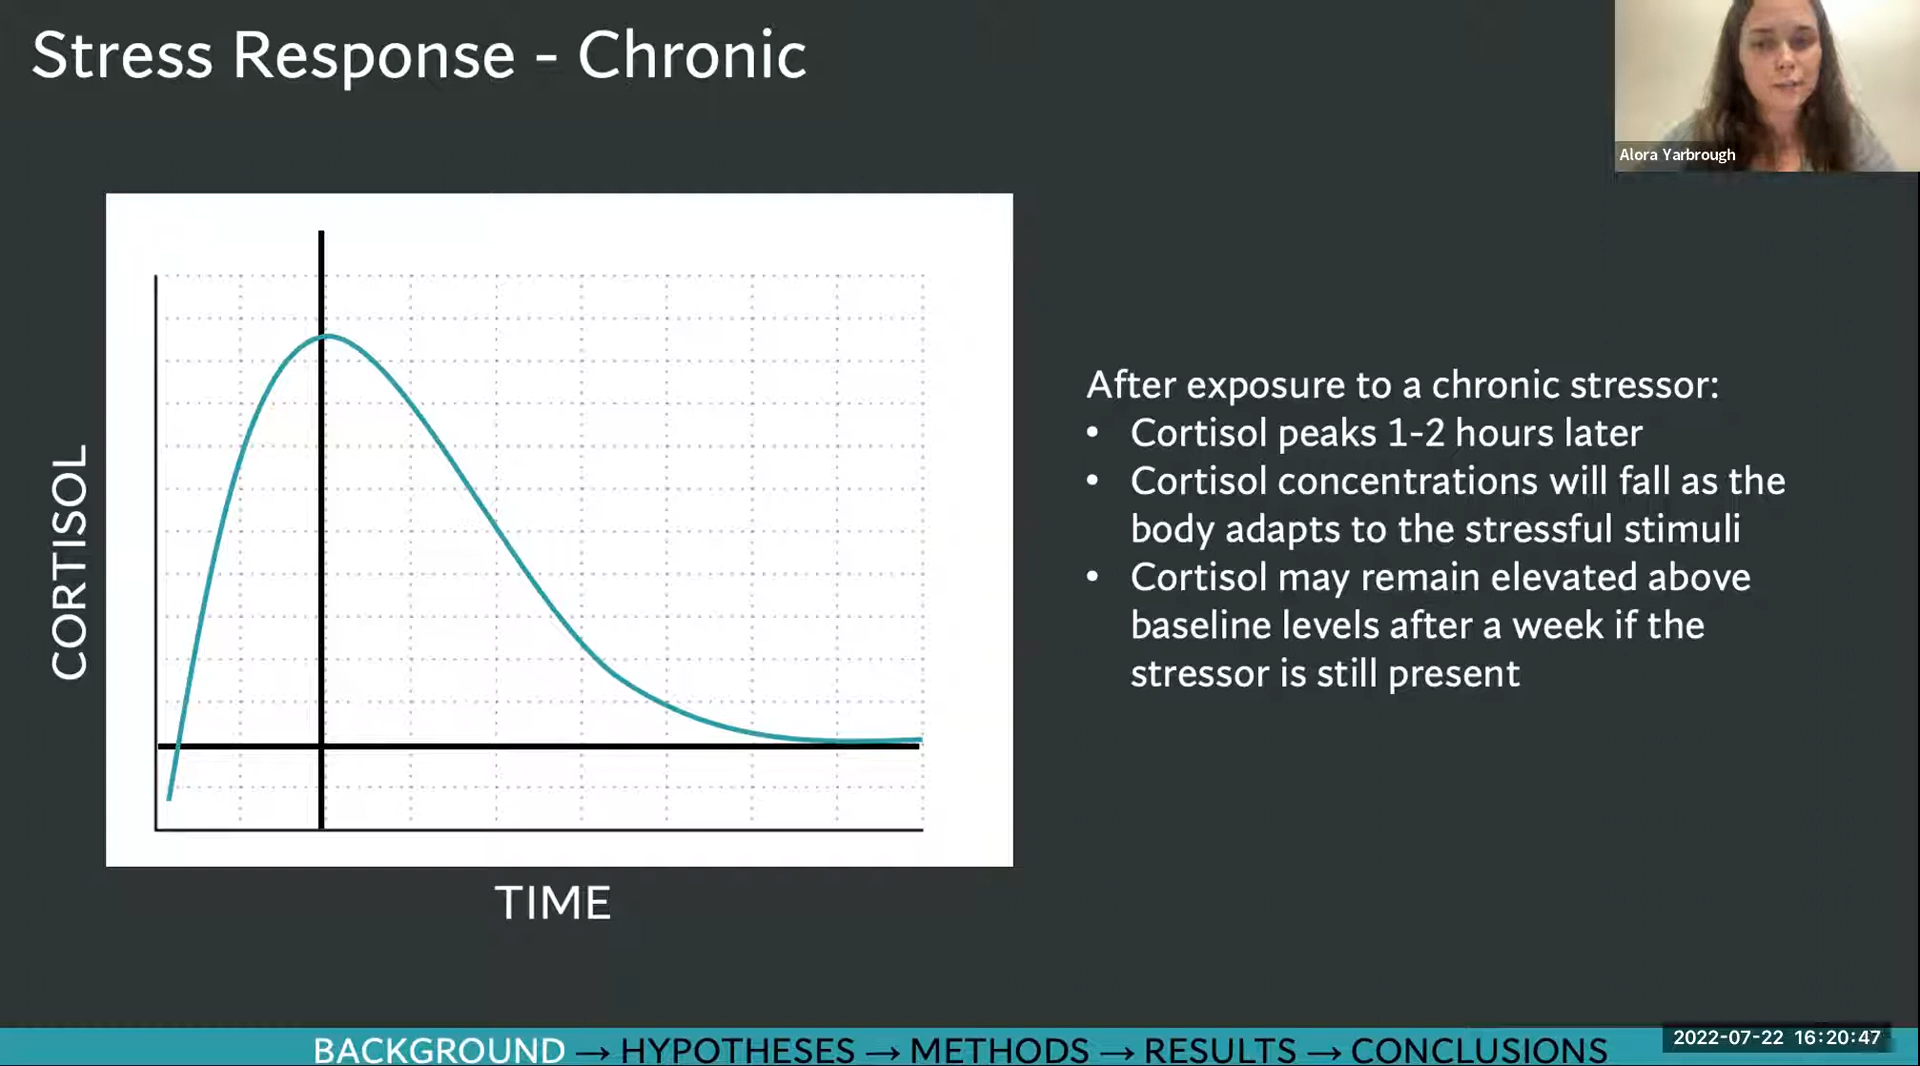 Stress Response - Chronic
Alora Yarbrough
CORTISOL
TIME
After exposure to a chronic stressor:
• Cortisol peaks 1-2 hours later
• Cortisol concentrations will fall as the
body adapts to the stressful stimuli
• Cortisol may remain elevated above
baseline levels after a week if the
stressor is still present
BACKGROUND → HYPOTHESES → METHODS → RESULTS → CONCLUSIONS
2022-07-22 16:20:47